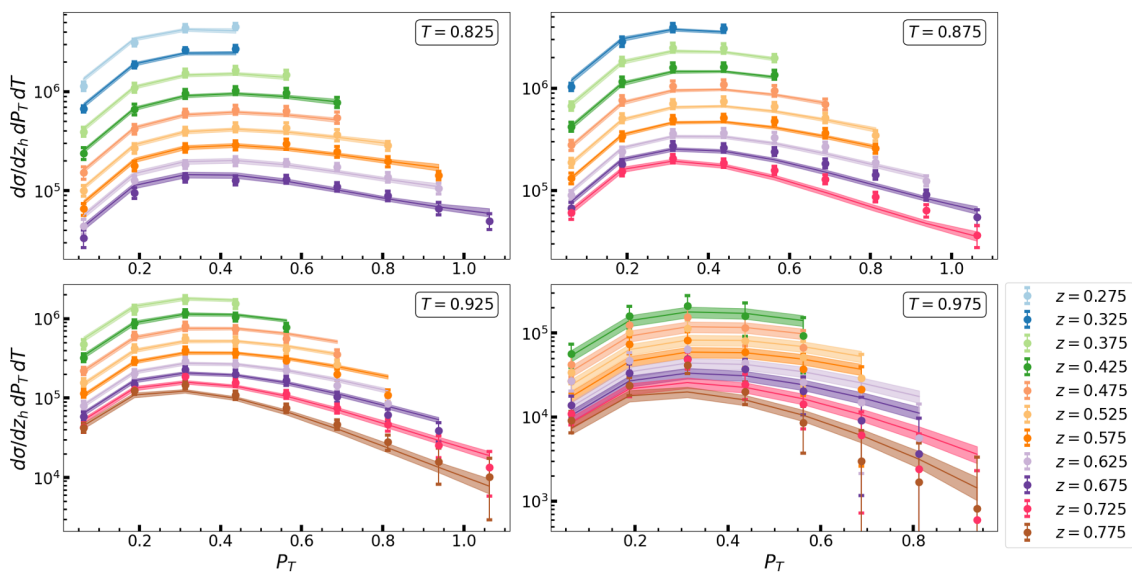 dσ/dz_h dP_T dT
10^6
10^5
T = 0.825
0.2 0.4 0.6 0.8 1.0
10^6
10^5
T = 0.875
0.2 0.4 0.6 0.8 1.0
dσ/dz_h dP_T dT
10^6
10^5
10^4
T = 0.925
0.2 0.4 0.6 0.8 1.0
P_T
10^5
10^4
10^3
T = 0.975
0.2 0.4 0.6 0.8
P_T
z = 0.275
z = 0.325
z = 0.375
z = 0.425
z = 0.475
z = 0.525
z = 0.575
z = 0.625
z = 0.675
z = 0.725
z = 0.775